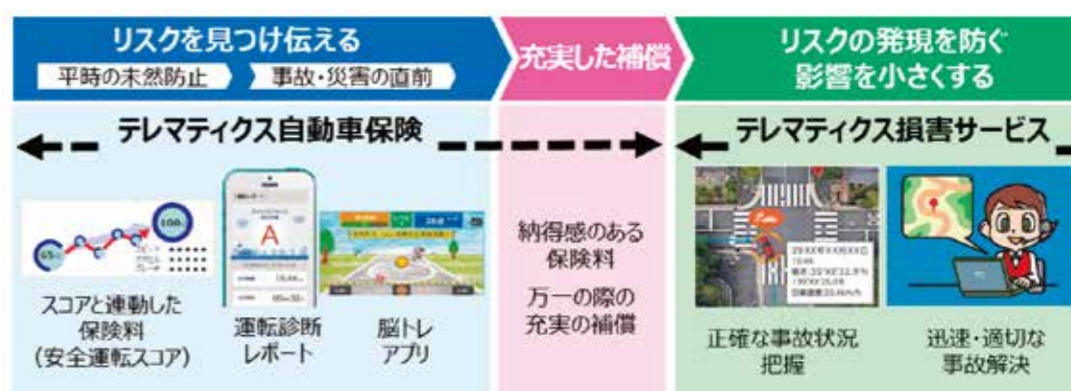 リスクを見つけ伝える
平時の未然防止
事故・災害の直前
充実した補償
リスクの発現を防ぐ
影響を小さくする
テレマティクス自動車保険
テレマティクス損害サービス
スコアと連動した
保険料
(安全運転スコア)
運転診断
レポート
A
脳トレ
アプリ
納得感のある
保険料
万一の際の
充実の補償
正確な事故状況
把握
迅速・適切な
事故解決